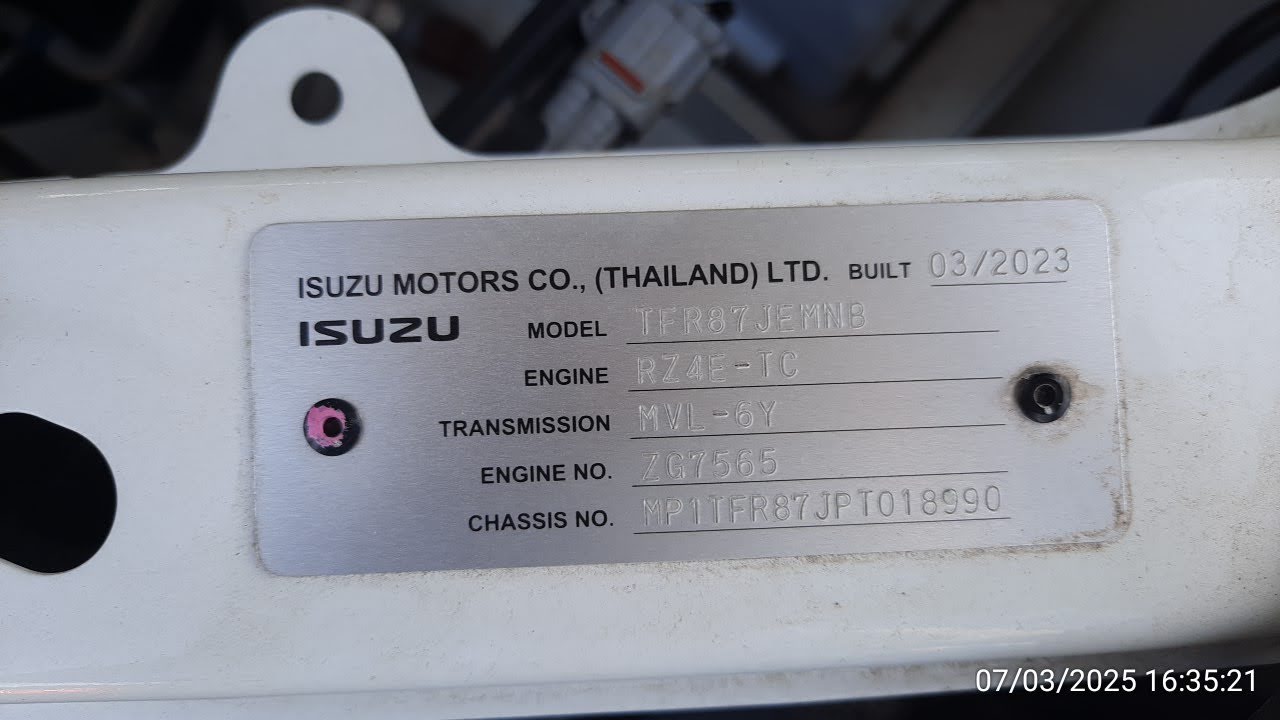 ISUZU MOTORS CO., (THAILAND) LTD. BUILT 03/2023
ISUZU MODEL TFR87JEMNB
ENGINE RZ4E-TC
TRANSMISSION MVL-6Y
ENGINE NO. ZG7565
CHASSIS NO. MP1TFR87JPT018990
07/03/2025 16:35:21